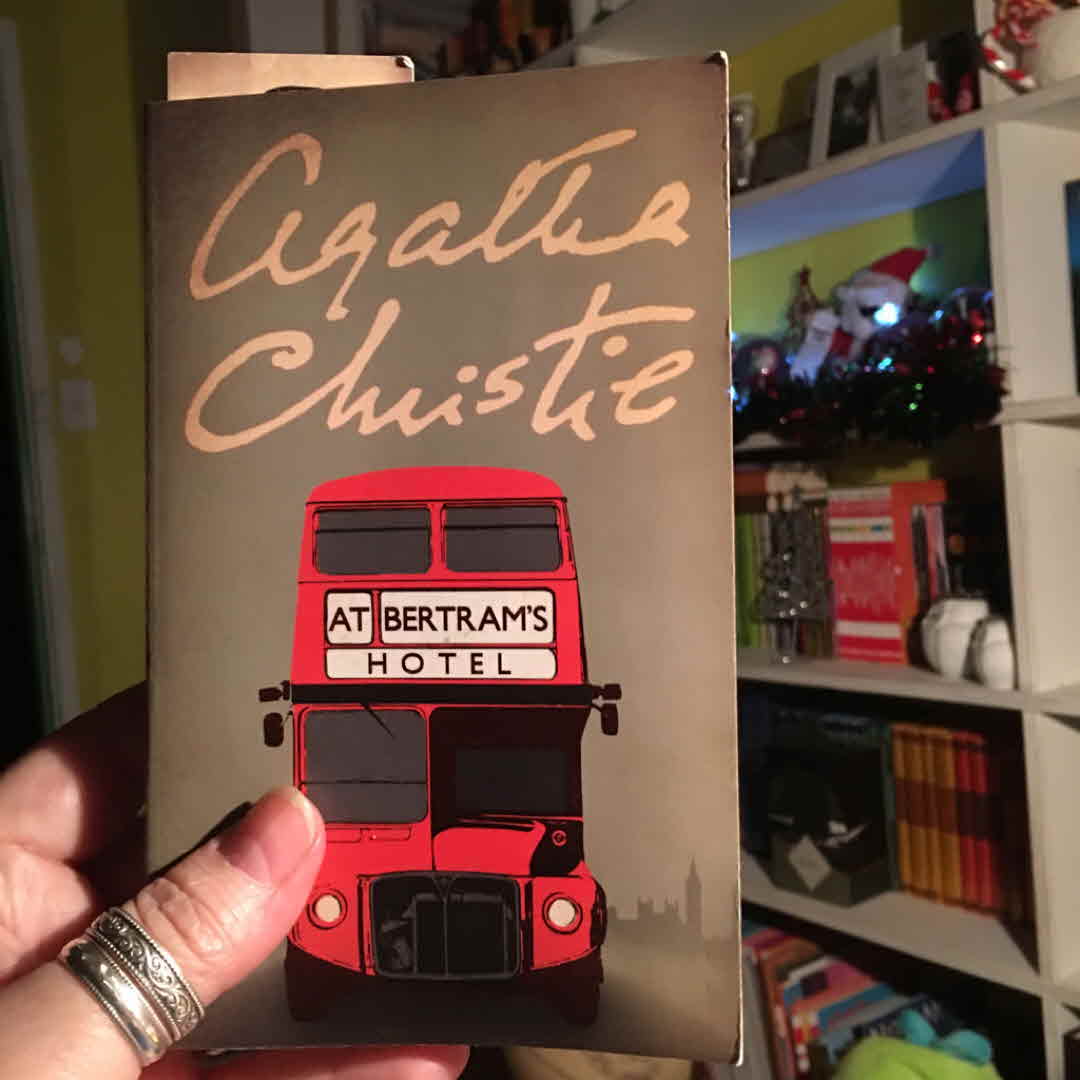 Agatha
Christie
AT BERTRAM'S
HOTEL